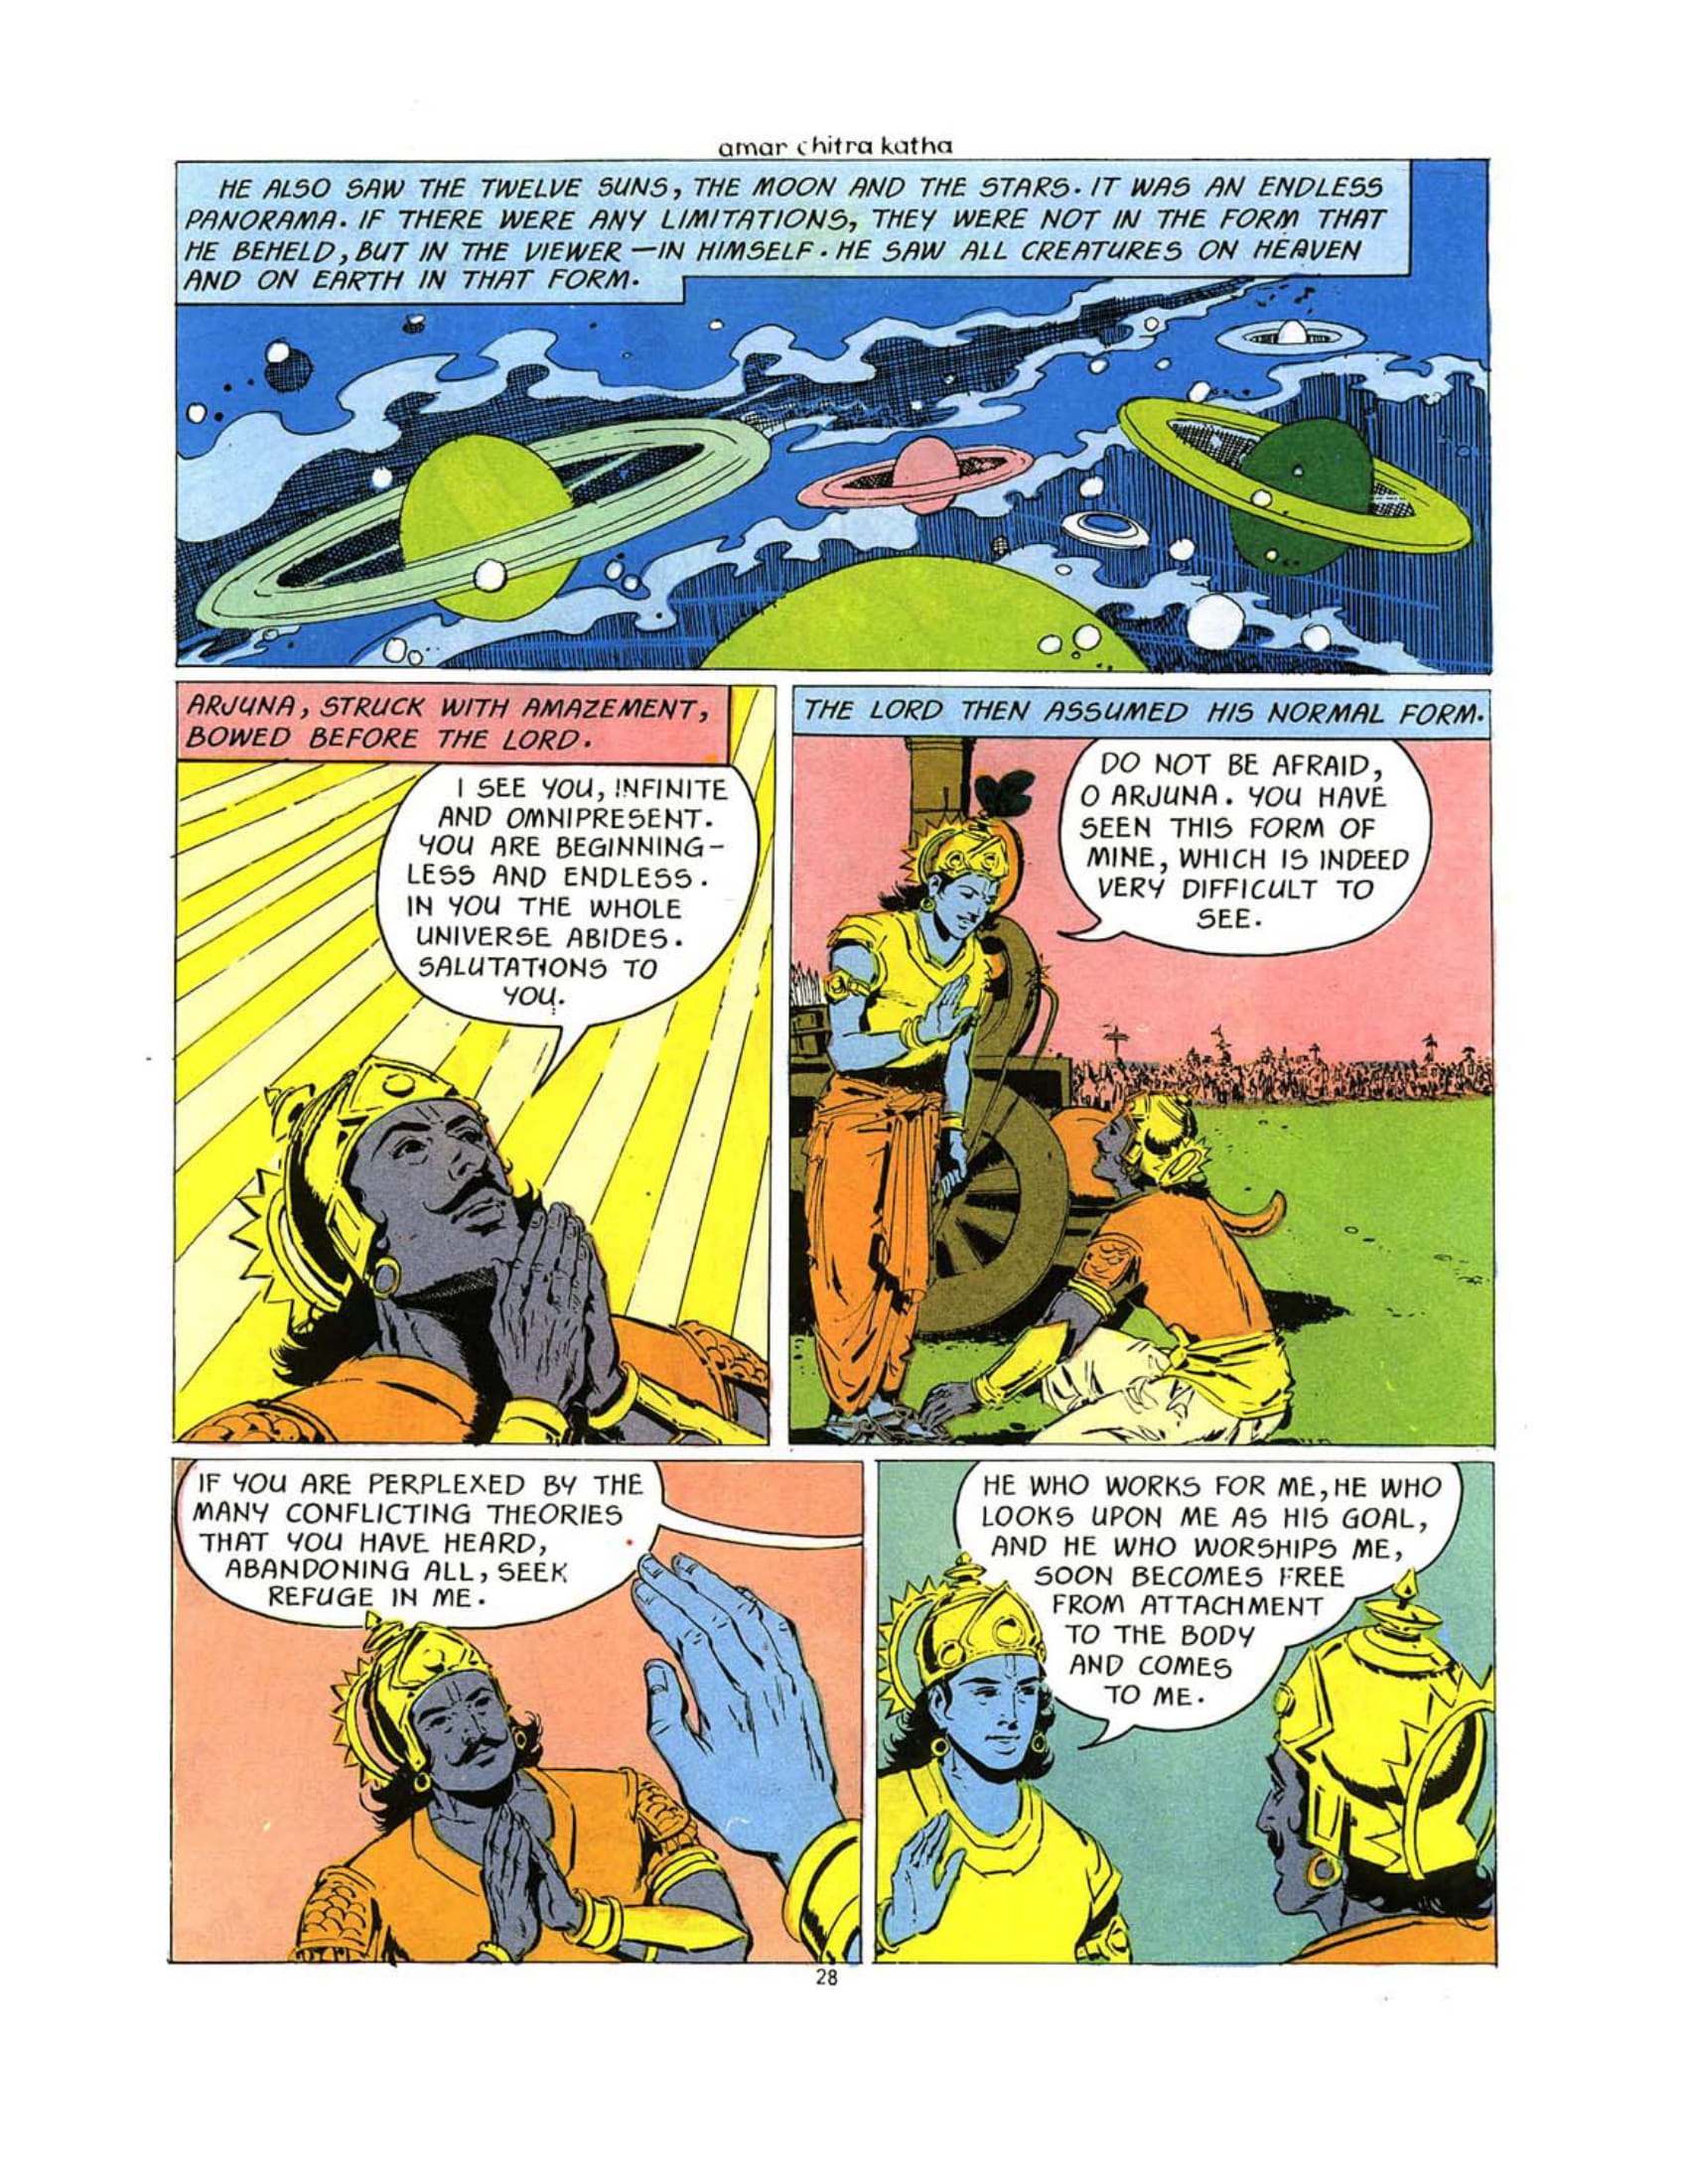 amar chitra katha
HE ALSO SAW THE TWELVE SUNS, THE MOON AND THE STARS. IT WAS AN ENDLESS
PANORAMA. IF THERE WERE ANY LIMITATIONS, THEY WERE NOT IN THE FORM THAT
HE BEHELD, BUT IN THE VIEWER — IN HIMSELF. HE SAW ALL CREATURES ON HEAVEN
AND ON EARTH IN THAT FORM.
ARJUNA, STRUCK WITH AMAZEMENT,
BOWED BEFORE THE LORD.
I SEE YOU, INFINITE
AND OMNIPRESENT.
YOU ARE BEGINNING-
LESS AND ENDLESS.
IN YOU THE WHOLE
UNIVERSE ABIDES.
SALUTATIONS TO
YOU.
THE LORD THEN ASSUMED HIS NORMAL FORM.
DO NOT BE AFRAID,
O ARJUNA. YOU HAVE
SEEN THIS FORM OF
MINE, WHICH IS INDEED
VERY DIFFICULT TO
SEE.
IF YOU ARE PERPLEXED BY THE
MANY CONFLICTING THEORIES
THAT YOU HAVE HEARD,
ABANDONING ALL, SEEK
REFUGE IN ME.
HE WHO WORKS FOR ME, HE WHO
LOOKS UPON ME AS HIS GOAL,
AND HE WHO WORSHIPS ME,
SOON BECOMES FREE
FROM ATTACHMENT
TO THE BODY
AND COMES
TO ME.
28